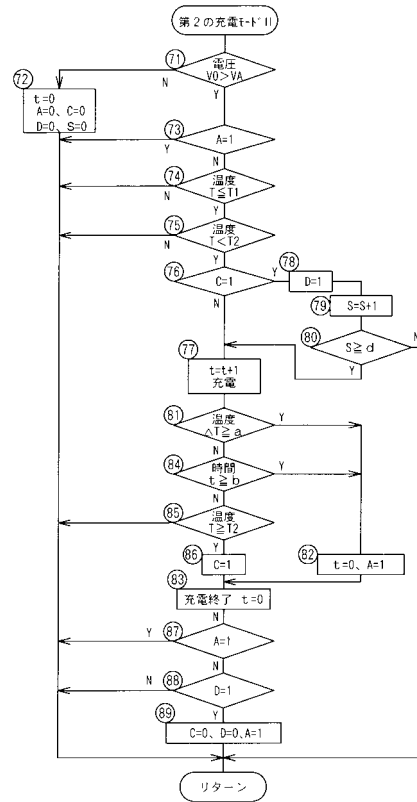 第2の充電ﾓｰﾄﾞII
71
電圧
V0>VA
N
Y
72
t=0
A=0、C=0
D=0、S=0
73
A=1
Y
N
74
温度
T≦T1
N
Y
75
温度
T<T2
N
Y
76
C=1
Y
N
78
D=1
79
S=S+1
80
S≧d
N
Y
77
t=t+1
充電
81
温度
△T≧a
Y
N
84
時間
t≧b
Y
N
85
温度
T≧T2
Y
86
C=1
82
t=0、A=1
83
充電終了 t=0
N
87
A=1
Y
N
88
D=1
N
Y
89
C=0、D=0、A=1
リターン